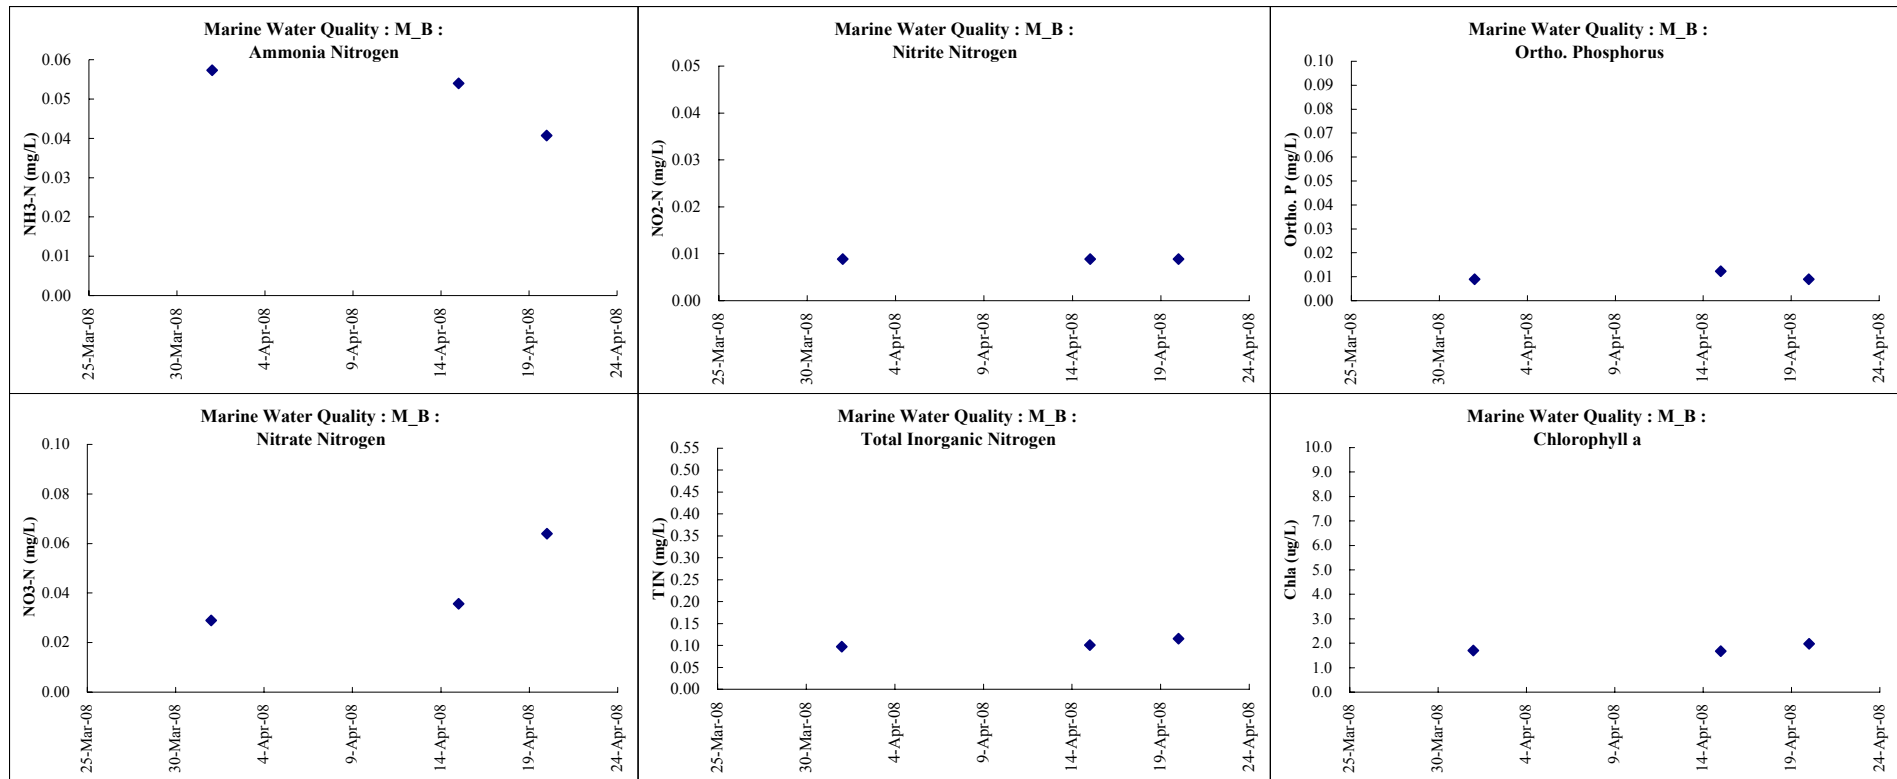 Marine Water Quality : M_B :
Ammonia Nitrogen
NH3-N (mg/L)
0.06
0.05
0.04
0.03
0.02
0.01
0.00
25-Mar-08
30-Mar-08
4-Apr-08
9-Apr-08
14-Apr-08
19-Apr-08
24-Apr-08
Marine Water Quality : M_B :
Nitrite Nitrogen
NO2-N (mg/L)
0.05
0.04
0.03
0.02
0.01
0.00
25-Mar-08
30-Mar-08
4-Apr-08
9-Apr-08
14-Apr-08
19-Apr-08
24-Apr-08
Marine Water Quality : M_B :
Ortho. Phosphorus
Ortho. P (mg/L)
0.10
0.09
0.08
0.07
0.06
0.05
0.04
0.03
0.02
0.01
0.00
25-Mar-08
30-Mar-08
4-Apr-08
9-Apr-08
14-Apr-08
19-Apr-08
24-Apr-08
Marine Water Quality : M_B :
Nitrate Nitrogen
NO3-N (mg/L)
0.10
0.08
0.06
0.04
0.02
0.00
25-Mar-08
30-Mar-08
4-Apr-08
9-Apr-08
14-Apr-08
19-Apr-08
24-Apr-08
Marine Water Quality : M_B :
Total Inorganic Nitrogen
TIN (mg/L)
0.55
0.50
0.45
0.40
0.35
0.30
0.25
0.20
0.15
0.10
0.05
0.00
25-Mar-08
30-Mar-08
4-Apr-08
9-Apr-08
14-Apr-08
19-Apr-08
24-Apr-08
Marine Water Quality : M_B :
Chlorophyll a
Chla (ug/L)
10.0
9.0
8.0
7.0
6.0
5.0
4.0
3.0
2.0
1.0
0.0
25-Mar-08
30-Mar-08
4-Apr-08
9-Apr-08
14-Apr-08
19-Apr-08
24-Apr-08